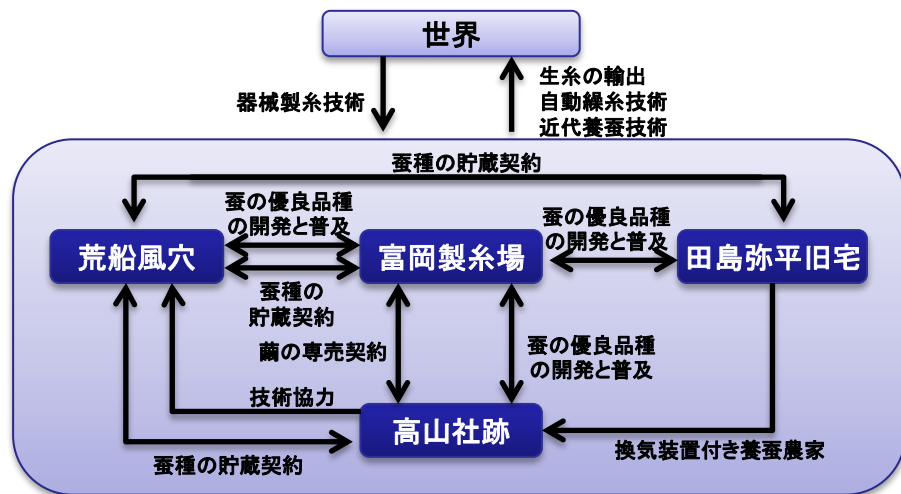 世界
器械製糸技術
生糸の輸出
自動繰糸技術
近代養蚕技術
蚕種の貯蔵契約
蚕の優良品種
の開発と普及
蚕の優良品種
の開発と普及
荒船風穴
富岡製糸場
田島弥平旧宅
蚕種の
貯蔵契約
繭の専売契約
蚕の優良品種
の開発と普及
技術協力
高山社跡
蚕種の貯蔵契約
換気装置付き養蚕農家